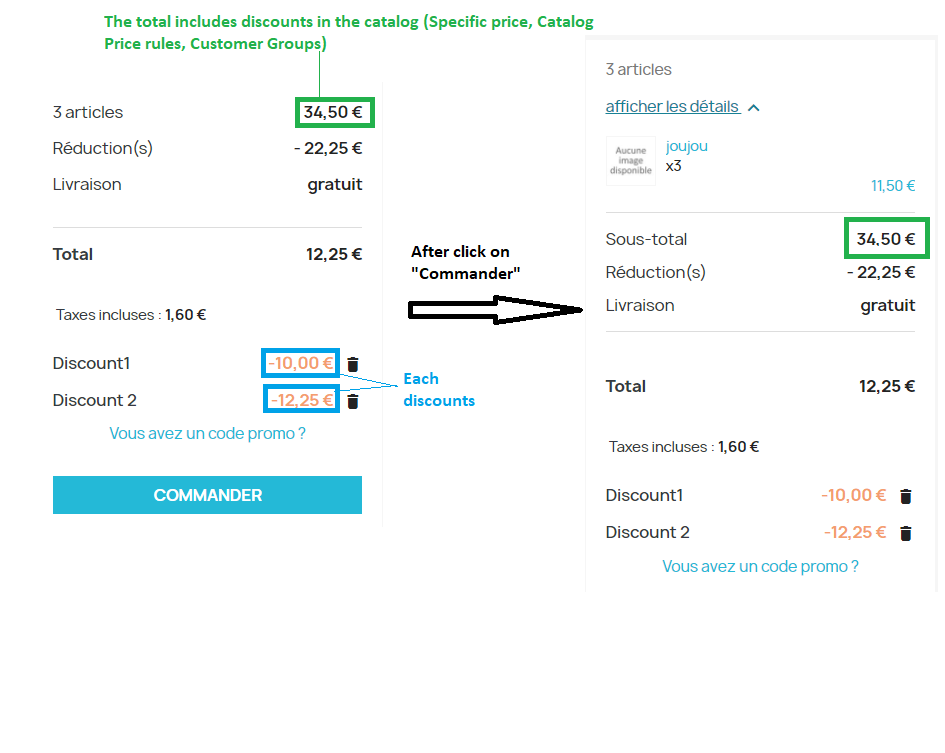 The total includes discounts in the catalog (Specific price, Catalog
Price rules, Customer Groups)
3 articles 34,50 €
Réduction(s) - 22,25 €
Livraison gratuit
Total 12,25 €
Taxes incluses : 1,60 €
Discount1 -10,00 €
Discount 2 -12,25 €
Vous avez un code promo ?
COMMANDER
Each
discounts
After click on
"Commander"
3 articles
afficher les détails
Aucune
image
disponible
joujou
x3
11,50 €
Sous-total 34,50 €
Réduction(s) - 22,25 €
Livraison gratuit
Total 12,25 €
Taxes incluses : 1,60 €
Discount1 -10,00 €
Discount 2 -12,25 €
Vous avez un code promo ?